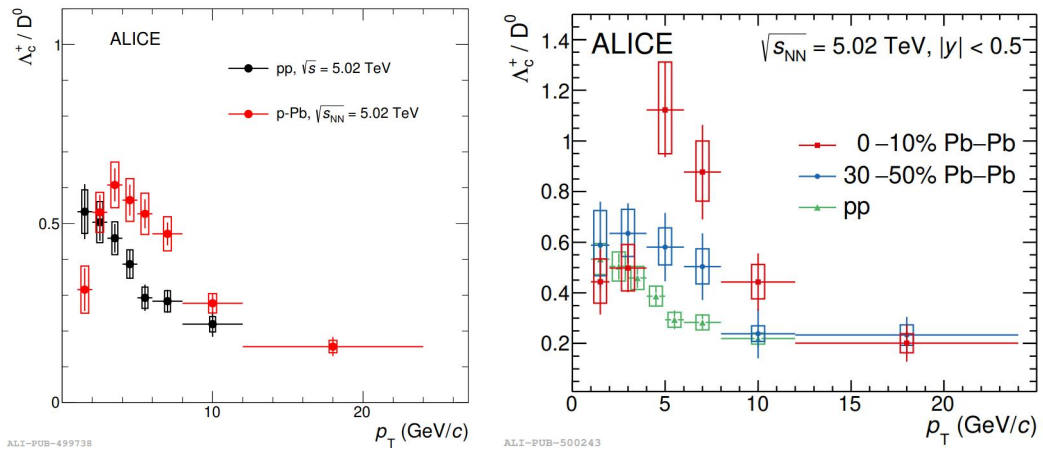 Λc+ / D0
ALICE
pp, √s = 5.02 TeV
p-Pb, √sNN = 5.02 TeV
1
0.5
0
0 10 20
pT (GeV/c)
ALI-PUB-499738
Λc+ / D0
ALICE
√sNN = 5.02 TeV, |y| < 0.5
0 –10% Pb–Pb
30 –50% Pb–Pb
pp
1.4
1.2
1
0.8
0.6
0.4
0.2
0 5 10 15 20
pT (GeV/c)
ALI-PUB-500243